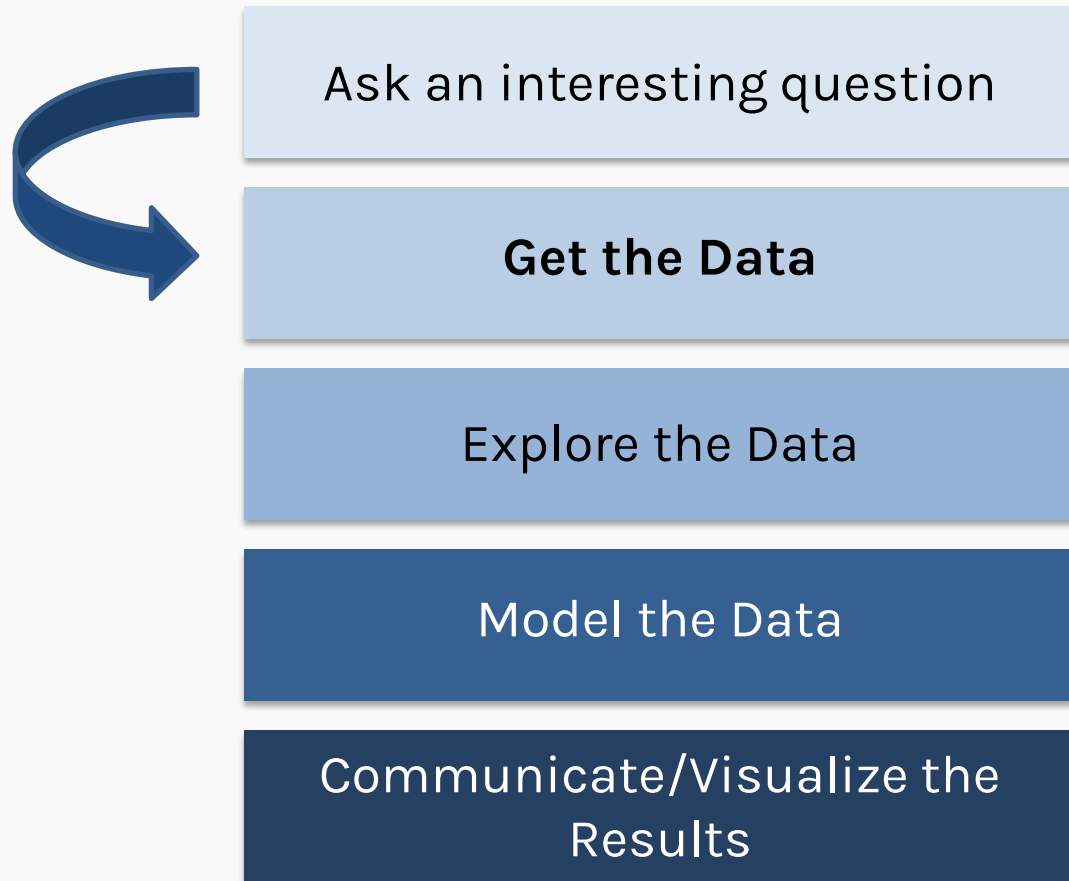 Ask an interesting question
Get the Data
Explore the Data
Model the Data
Communicate/Visualize the
Results